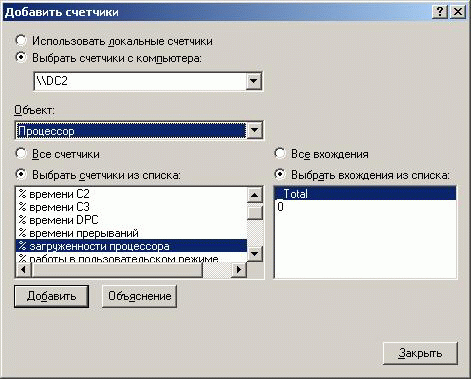 Добавить счетчики
Использовать локальные счетчики
Выбрать счетчики с компьютера:
\\DC2
Объект:
Процессор
Все счетчики
Все вхождения
Выбрать счетчики из списка:
Выбрать вхождения из списка:
% времени C2
% времени C3
% времени DPC
% времени прерываний
% загруженности процессора
% работы в пользовательском режиме
_Total
0
Добавить
Объяснение
Закрыть